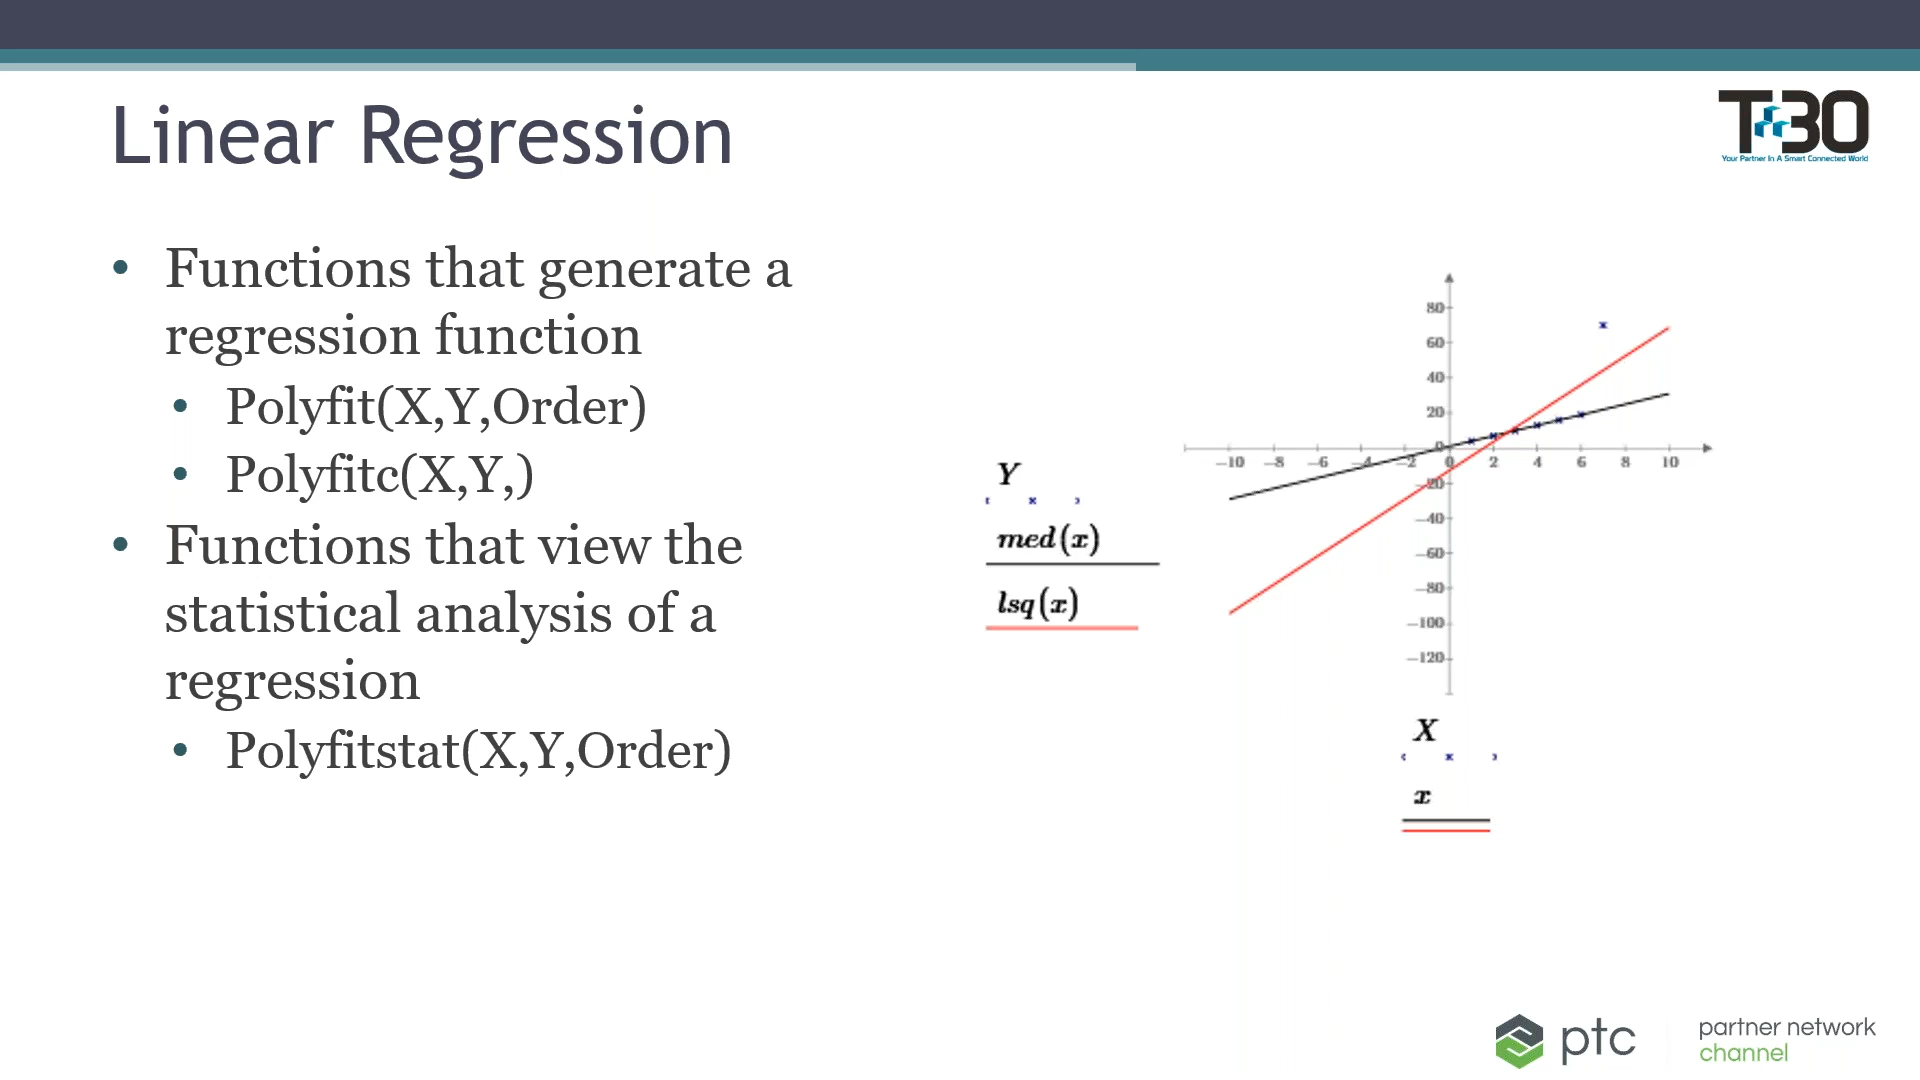 Linear Regression
T30
Your Partner In A Smart Connected World
• Functions that generate a
regression function
• Polyfit(X,Y,Order)
• Polyfitc(X,Y,)
• Functions that view the
statistical analysis of a
regression
• Polyfitstat(X,Y,Order)
Y
med(x)
lsq(x)
80
60
40
20
0
−10 −8 −6 −4 −2 0 2 4 6 8 10
−20
−40
−60
−80
−100
−120
X
x
ptc
partner network
channel